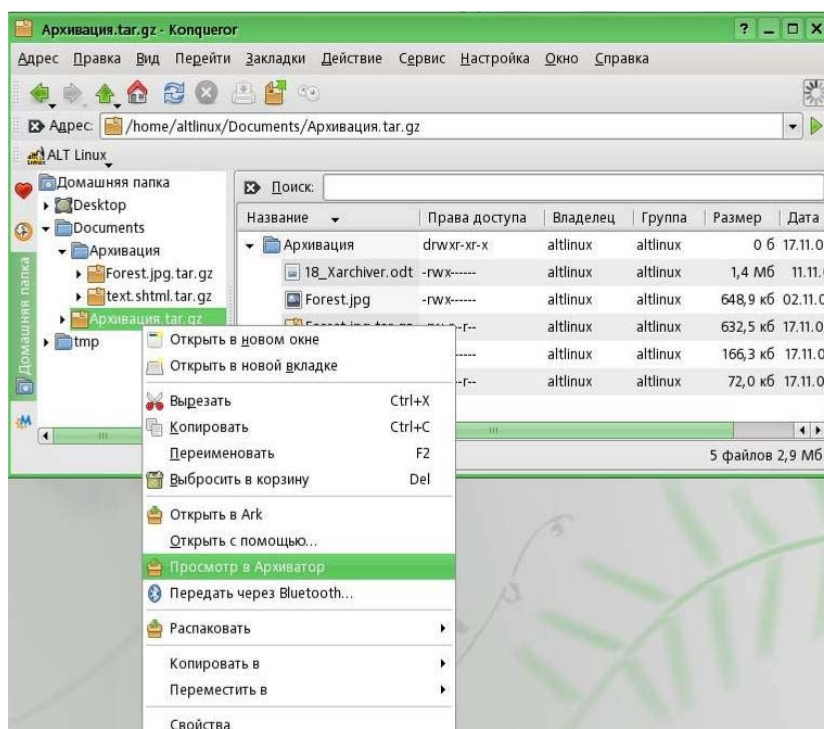 Архивация.tar.gz - Konqueror
Адрес Правка Вид Перейти Закладки Действие Сервис Настройка Окно Справка
Адрес: /home/altlinux/Documents/Архивация.tar.gz
ALT Linux
Домашняя папка
Домашняя папка
Desktop
Documents
Архивация
Forest.jpg.tar.gz
text.shtml.tar.gz
Архивация.tar.gz
tmp
Поиск:
Название Права доступа Владелец Группа Размер Дата
Архивация drwxr-xr-x altlinux altlinux 0 б 17.11.0
18_Xarchiver.odt -rwx------ altlinux altlinux 1,4 Мб 11.11.
Forest.jpg -rwx------ altlinux altlinux 648,9 кб 02.11.0
altlinux altlinux 632,5 кб 17.11.0
altlinux altlinux 166,3 кб 17.11.0
altlinux altlinux 72,0 кб 17.11.0
5 файлов 2,9 Мб
Открыть в новом окне
Открыть в новой вкладке
Вырезать Ctrl+X
Копировать Ctrl+C
Переименовать F2
Выбросить в корзину Del
Открыть в Ark
Открыть с помощью...
Просмотр в Архиватор
Передать через Bluetooth...
Распаковать
Копировать в
Переместить в
Свойства